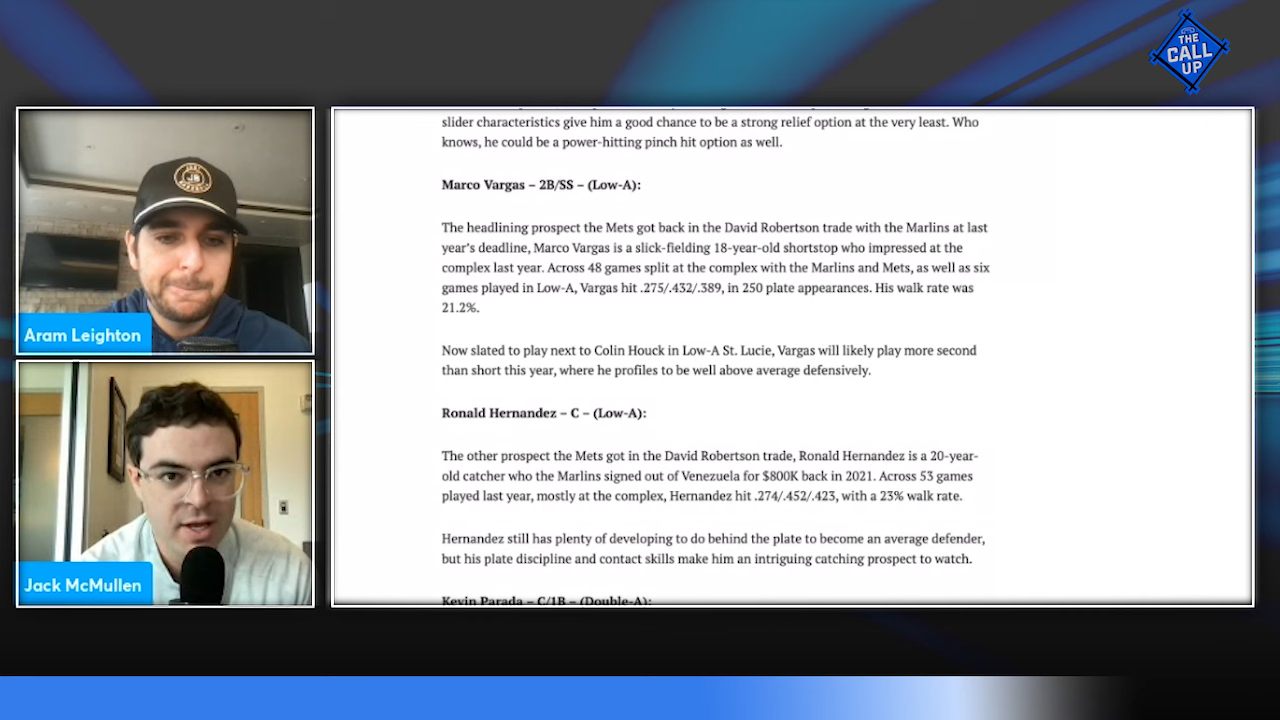 THE
CALL
UP
JB
Aram Leighton
Jack McMullen
slider characteristics give him a good chance to be a strong relief option at the very least. Who
knows, he could be a power-hitting pinch hit option as well.
Marco Vargas – 2B/SS – (Low-A):
The headlining prospect the Mets got back in the David Robertson trade with the Marlins at last
year’s deadline, Marco Vargas is a slick-fielding 18-year-old shortstop who impressed at the
complex last year. Across 48 games split at the complex with the Marlins and Mets, as well as six
games played in Low-A, Vargas hit .275/.432/.389, in 250 plate appearances. His walk rate was
21.2%.
Now slated to play next to Colin Houck in Low-A St. Lucie, Vargas will likely play more second
than short this year, where he profiles to be well above average defensively.
Ronald Hernandez – C – (Low-A):
The other prospect the Mets got in the David Robertson trade, Ronald Hernandez is a 20-year-
old catcher who the Marlins signed out of Venezuela for $800K back in 2021. Across 53 games
played last year, mostly at the complex, Hernandez hit .274/.452/.423, with a 23% walk rate.
Hernandez still has plenty of developing to do behind the plate to become an average defender,
but his plate discipline and contact skills make him an intriguing catching prospect to watch.
Kevin Parada – C/1B – (Double-A):